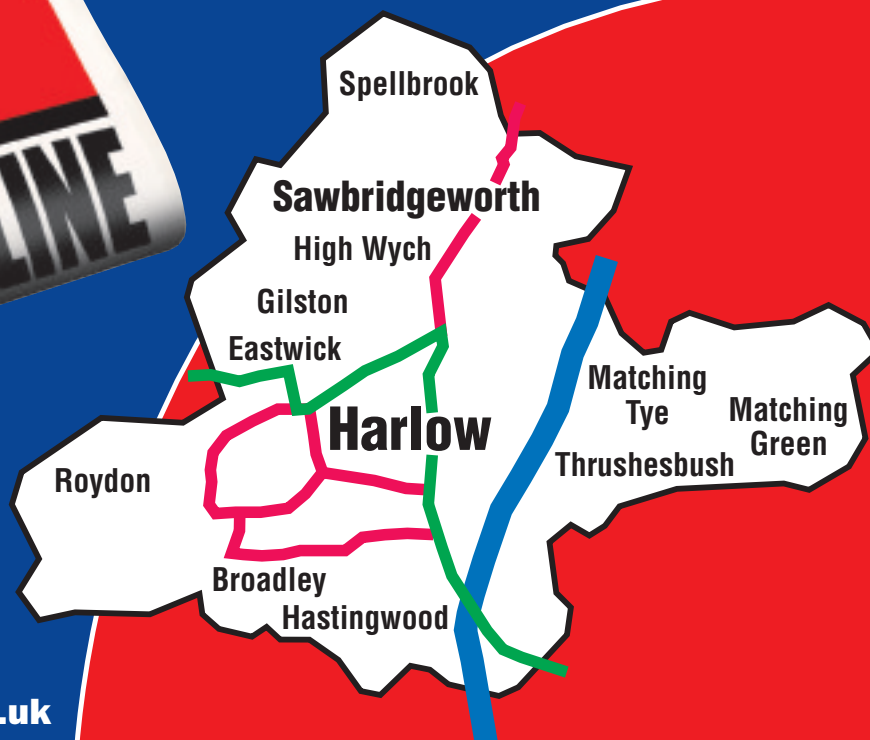 LINE
Spellbrook
Sawbridgeworth
High Wych
Gilston
Eastwick
Harlow
Matching
Tye
Matching
Green
Thrushesbush
Roydon
Broadley
Hastingwood
.uk